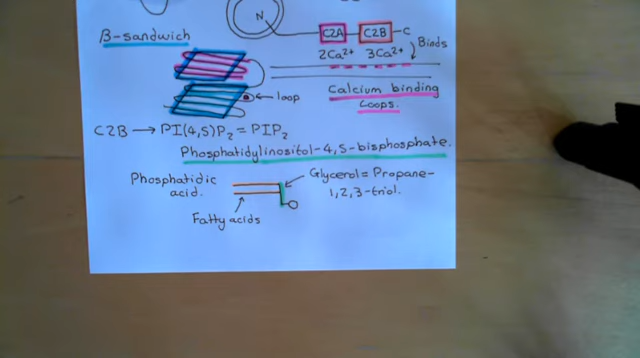 N
C2A C2B -C
β-sandwich
2Ca²⁺ 3Ca²⁺
Binds
← loop
Calcium binding
Loops.
C2B → PI(4,5)P₂ = PIP₂
Phosphatidylinositol-4,5-bisphosphate.
Phosphatidic
acid.
Glycerol = Propane-
1,2,3-triol.
Fatty acids